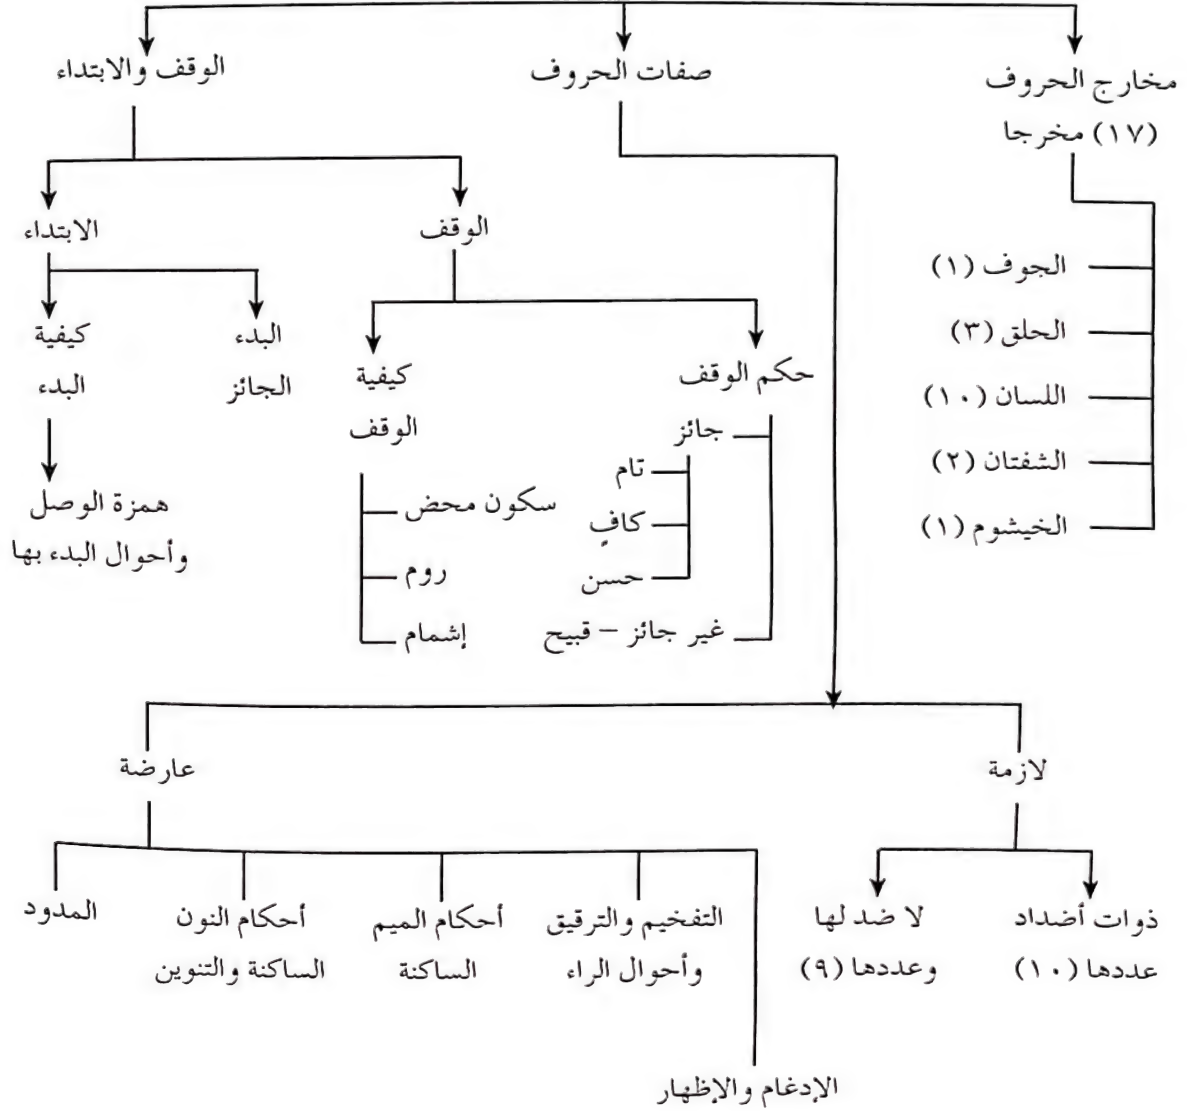 مخارج الحروف
(١٧) مخرجا
الجوف (١)
الحلق (٣)
اللسان (١٠)
الشفتان (٢)
الخيشوم (١)
صفات الحروف
الوقف والابتداء
الوقف
حكم الوقف
جائز
تام
كافٍ
حسن
غير جائز – قبيح
كيفية
الوقف
سكون محض
روم
إشمام
الابتداء
البدء
الجائز
كيفية
البدء
همزة الوصل
وأحوال البدء بها
لازمة
ذوات أضداد
عددها (١٠)
لا ضد لها
وعددها (٩)
عارضة
الإدغام والإظهار
التفخيم والترقيق
وأحوال الراء
أحكام الميم
الساكنة
أحكام النون
الساكنة والتنوين
المدود